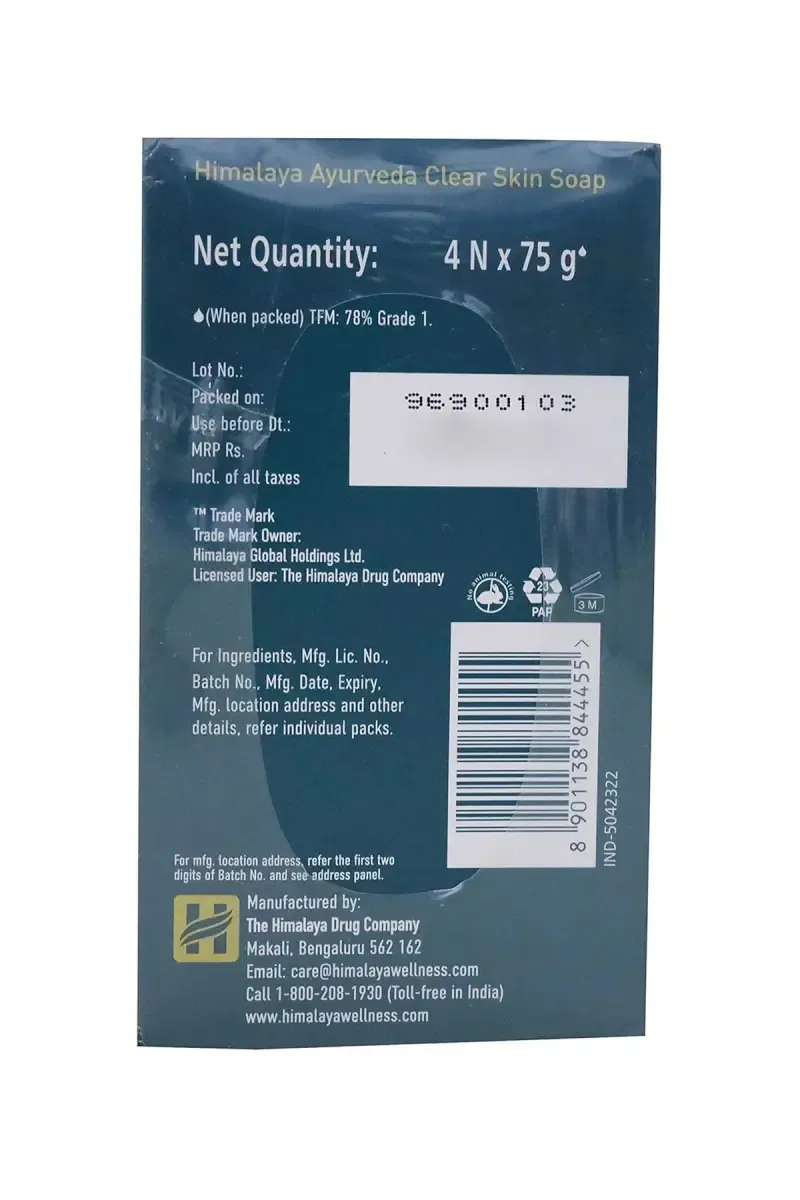 Himalaya Ayurveda Clear Skin Soap
Net Quantity: 4 N x 75 g
(When packed) TFM: 78% Grade 1.
Lot No.: 96900103
Packed on:
Use before Dt.:
MRP Rs.
Incl. of all taxes
™ Trade Mark
Trade Mark Owner:
Himalaya Global Holdings Ltd.
Licensed User: The Himalaya Drug Company
No animal testing
23
PAP
3 M
For Ingredients, Mfg. Lic. No.,
Batch No., Mfg. Date, Expiry,
Mfg. location address and other
details, refer individual packs.
8 901138 844455 >
IND-5042322
For mfg. location address, refer the first two
digits of Batch No. and see address panel.
H
Manufactured by:
The Himalaya Drug Company
Makali, Bengaluru 562 162
Email: care@himalayawellness.com
Call 1-800-208-1930 (Toll-free in India)
www.himalayawellness.com